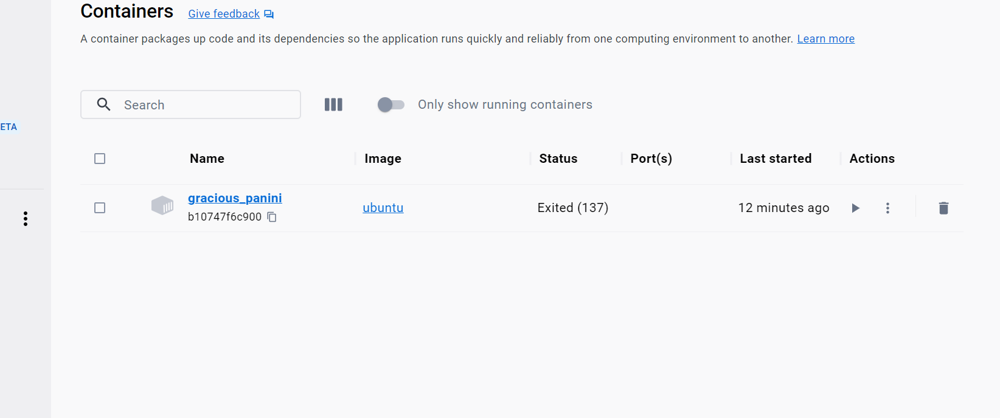 Containers Give feedback
A container packages up code and its dependencies so the application runs quickly and reliably from one computing environment to another. Learn more
Search Only show running containers
ETA
Name Image Status Port(s) Last started Actions
gracious_panini
b10747f6c900
ubuntu Exited (137) 12 minutes ago